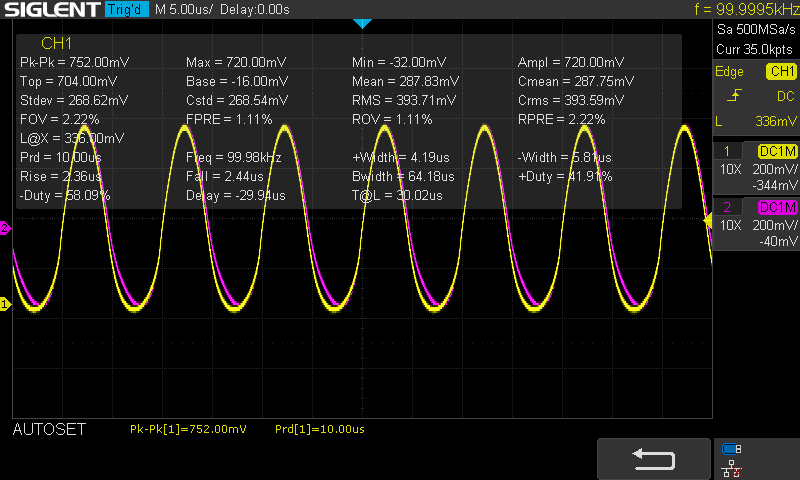 SIGLENT Trig'd M 5.00us/ Delay:0.00s f = 99.9995kHz
Sa 500MSa/s
Curr 35.0kpts
CH1
Pk-Pk = 752.00mV Max = 720.00mV Min = -32.00mV Ampl = 720.00mV
Top = 704.00mV Base = -16.00mV Mean = 287.83mV Cmean = 287.75mV
Stdev = 268.62mV Cstd = 268.54mV RMS = 393.71mV Crms = 393.59mV
FOV = 2.22% FPRE = 1.11% ROV = 1.11% RPRE = 2.22%
L@X = 336.00mV
Prd = 10.00us Freq = 99.98kHz +Width = 4.19us -Width = 5.81us
Rise = 2.36us Fall = 2.44us Bwidth = 64.18us +Duty = 41.91%
-Duty = 58.09% Delay = -29.94us T@L = 30.02us
Edge CH1
DC
L 336mV
1 DC1M
10X 200mV/
-344mV
2 DC1M
10X 200mV/
-40mV
2
1
AUTOSET Pk-Pk[1]=752.00mV Prd[1]=10.00us